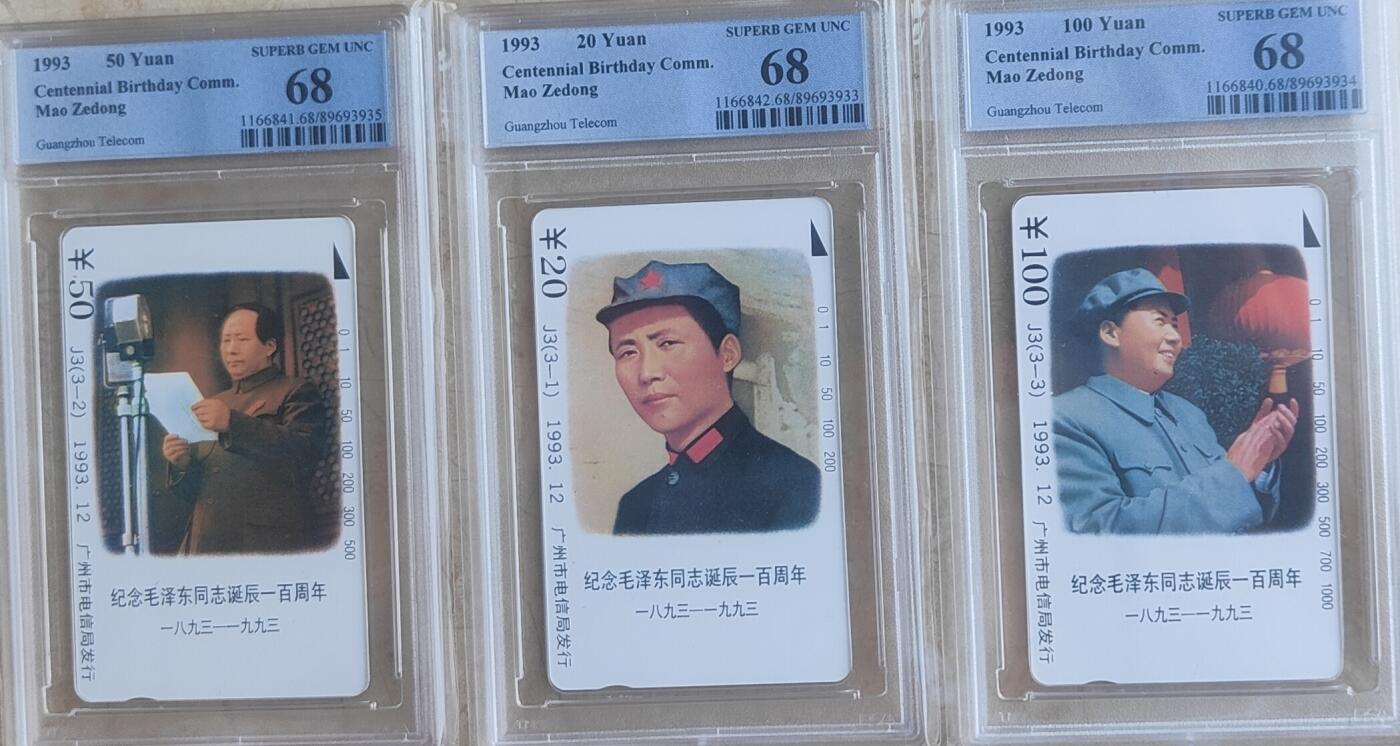 1993 50 Yuan
SUPERB GEM UNC
Centennial Birthday Comm.
68
Mao Zedong
1166841.68/89693935
Guangzhou Telecom
¥50 J3(3—2) 1993.12 广州市电信局发行
0 1 10 50 100 200 300 500
纪念毛泽东同志诞辰一百周年
一八九三—一九九三
1993 20 Yuan
SUPERB GEM UNC
Centennial Birthday Comm.
68
Mao Zedong
1166842.68/89693933
Guangzhou Telecom
¥20 J3(3—1) 1993.12 广州市电信局发行
0 1 10 50 100 200
纪念毛泽东同志诞辰一百周年
一八九三—一九九三
1993 100 Yuan
SUPERB GEM UNC
Centennial Birthday Comm.
68
Mao Zedong
1166840.68/89693934
Guangzhou Telecom
¥100 J3(3—3) 1993.12 广州市电信局发行
0 1 10 50 100 200 300 500 700 1000
纪念毛泽东同志诞辰一百周年
一八九三—一九九三